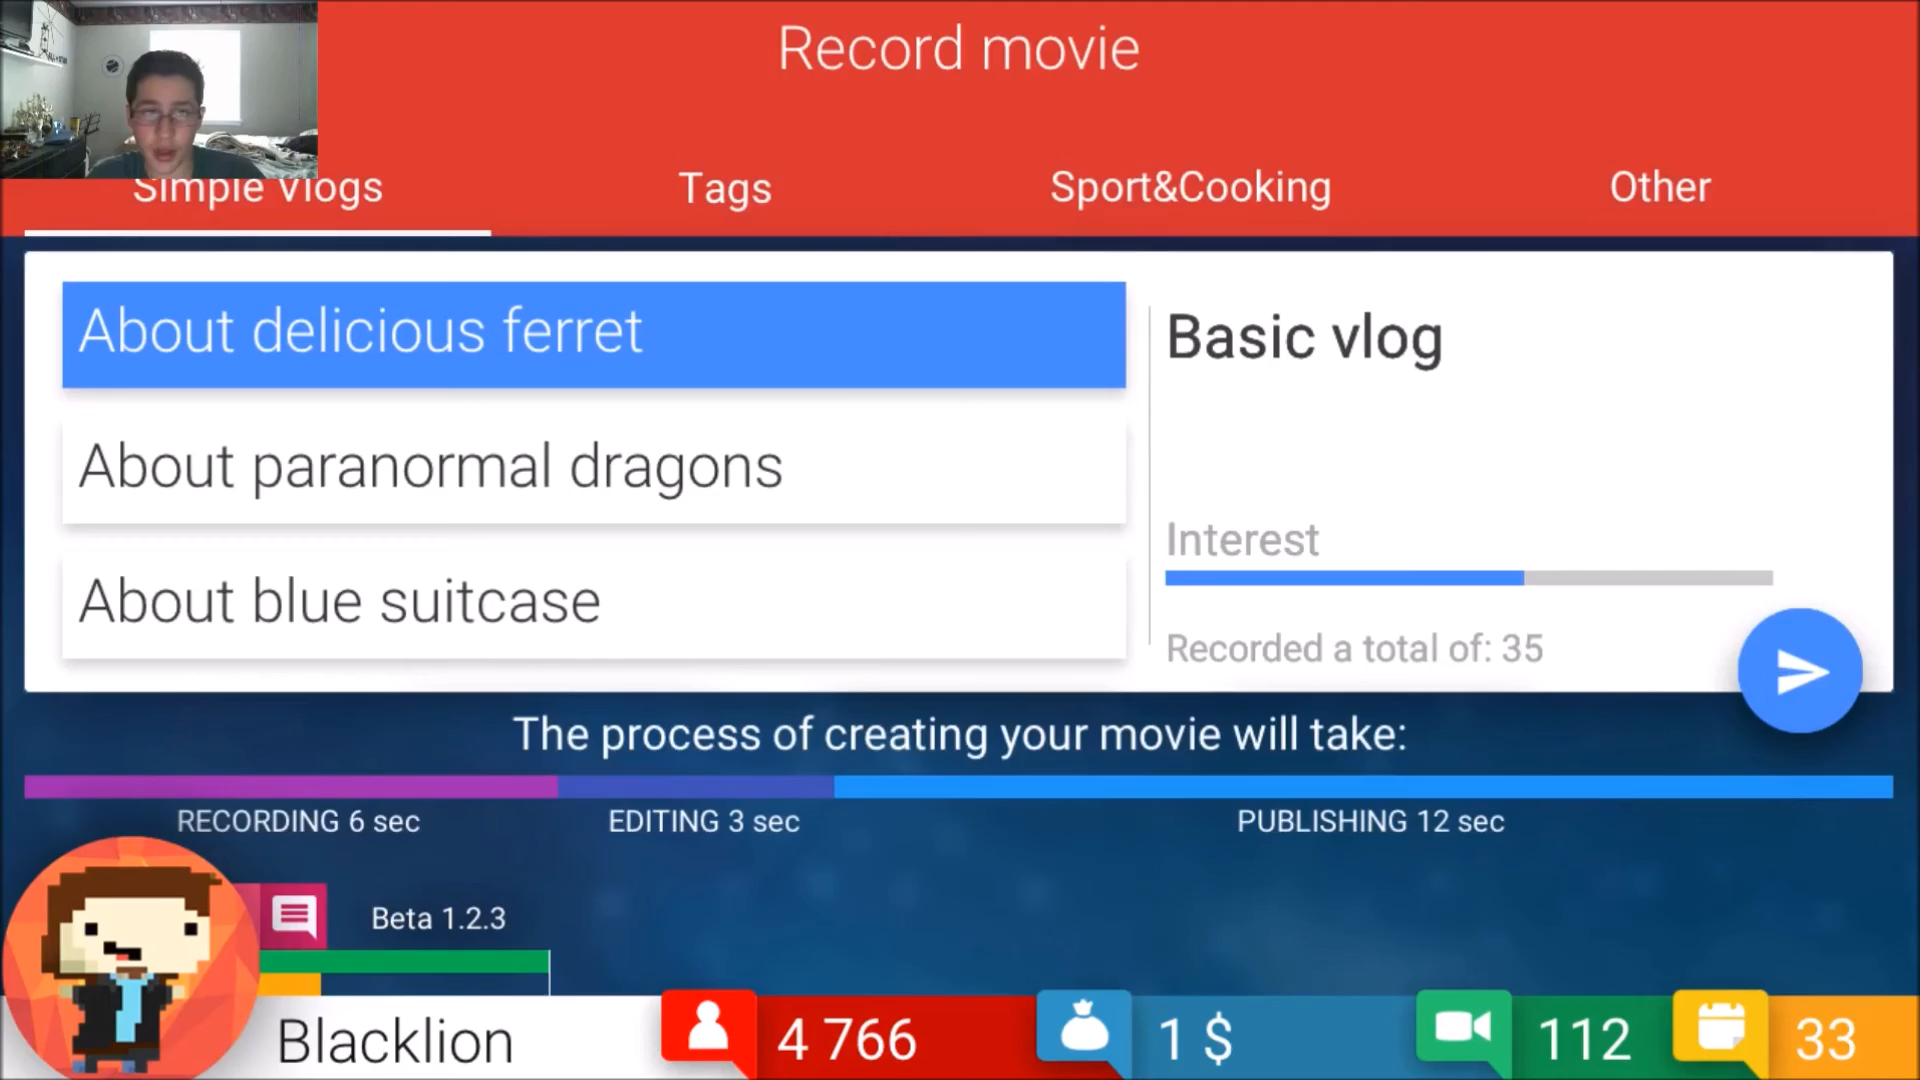 Record movie
Simple Vlogs
Tags
Sport&Cooking
Other
About delicious ferret
About paranormal dragons
About blue suitcase
Basic vlog
Interest
Recorded a total of: 35
The process of creating your movie will take:
RECORDING 6 sec
EDITING 3 sec
PUBLISHING 12 sec
Beta 1.2.3
Blacklion
4 766
1 $
112
33